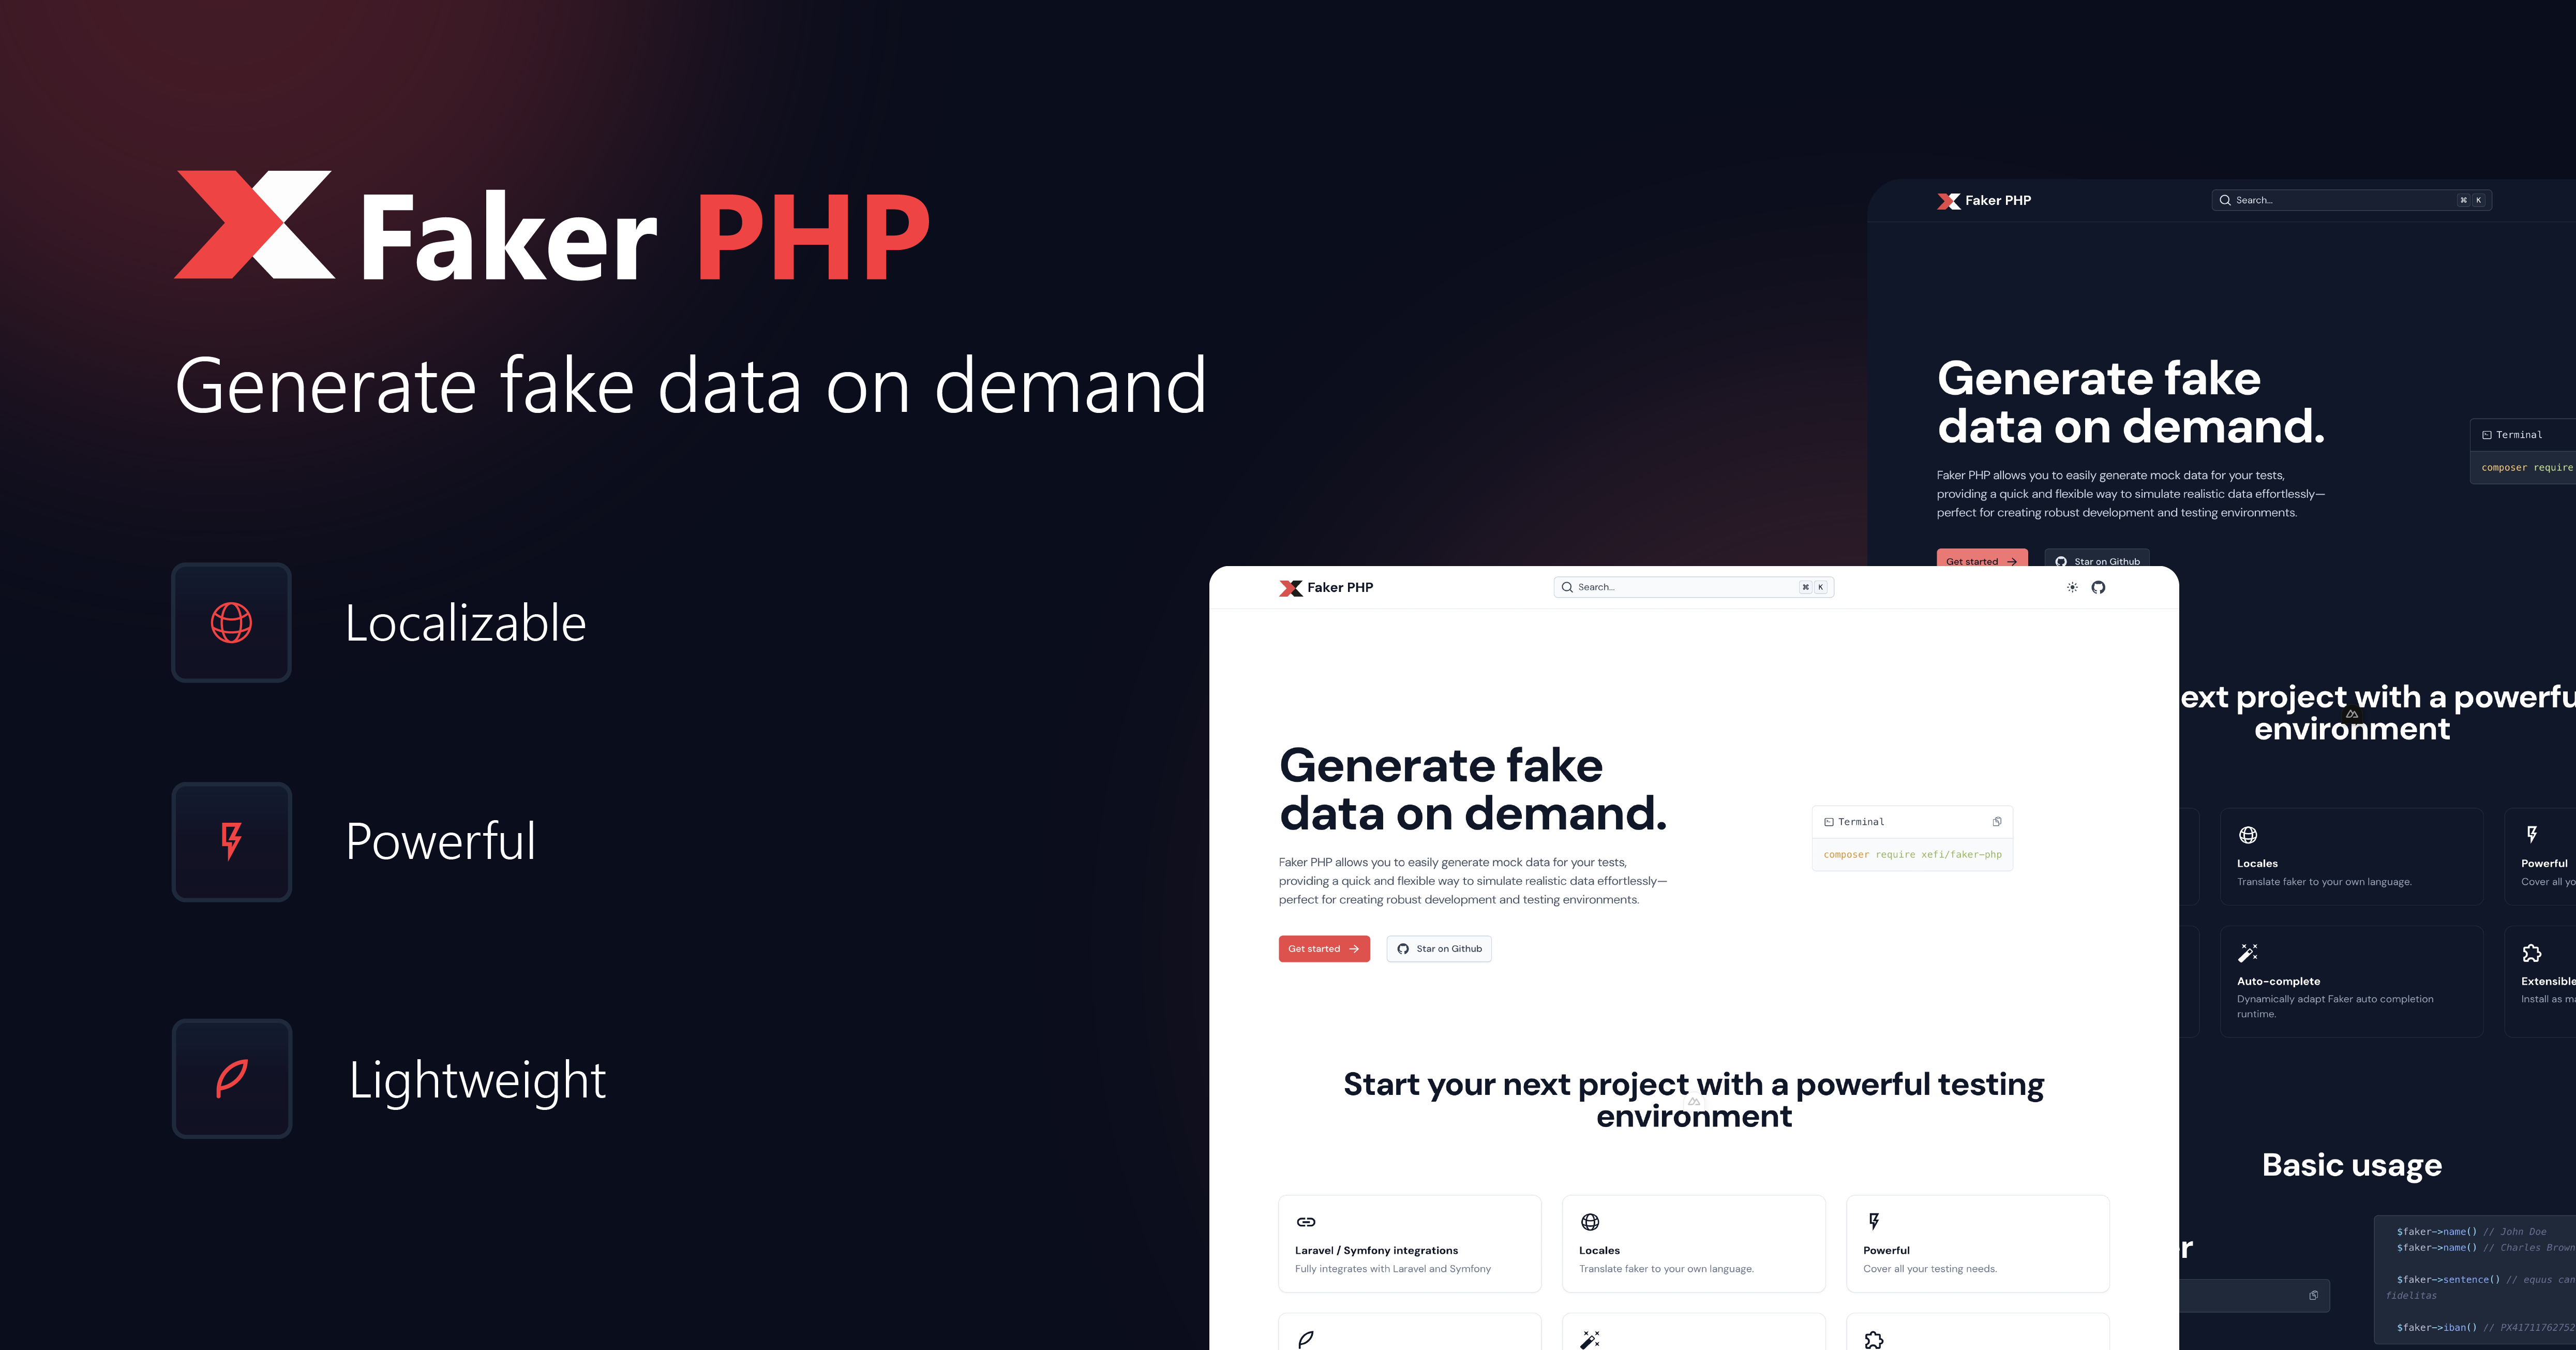 Faker PHP
Generate fake data on demand
Localizable
Powerful
Lightweight
Faker PHP
Search...
⌘ K
Generate fake
data on demand.
Faker PHP allows you to easily generate mock data for your tests,
providing a quick and flexible way to simulate realistic data effortlessly—
perfect for creating robust development and testing environments.
Get started
Star on Github
Terminal
composer require
ext project with a powerfu
environment
Locales
Translate faker to your own language.
Powerful
Cover all yo
Auto-complete
Dynamically adapt Faker auto completion
runtime.
Extensible
Install as ma
Basic usage
r
$faker->name() // John Doe
$faker->name() // Charles Brown
$faker->sentence() // equus can
fidelitas
$faker->iban() // PX41711762752
Faker PHP
Search...
⌘ K
Generate fake
data on demand.
Faker PHP allows you to easily generate mock data for your tests,
providing a quick and flexible way to simulate realistic data effortlessly—
perfect for creating robust development and testing environments.
Get started
Star on Github
Terminal
composer require xefi/faker-php
Start your next project with a powerful testing
environment
Laravel / Symfony integrations
Fully integrates with Laravel and Symfony
Locales
Translate faker to your own language.
Powerful
Cover all your testing needs.